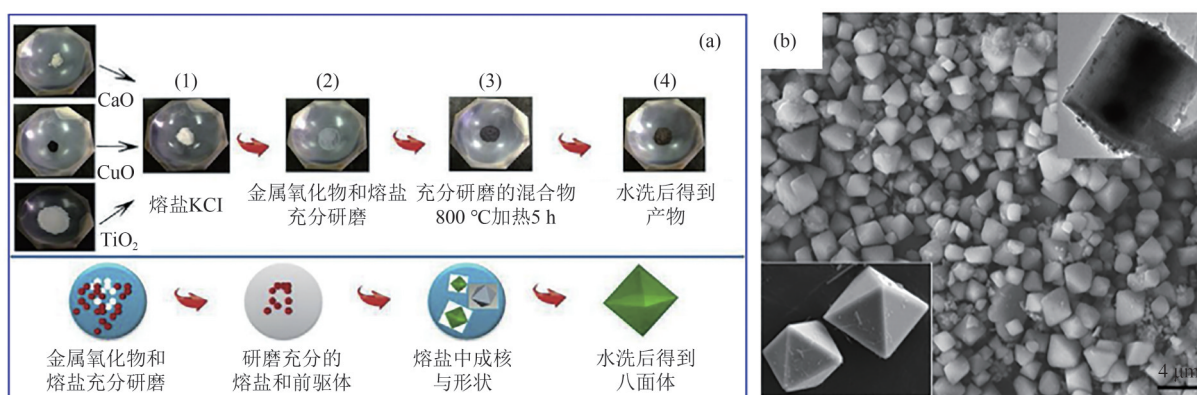 (a)
(1)
(2)
(3)
(4)
CaO
CuO
TiO2
熔盐KCl
金属氧化物和熔盐
充分研磨
充分研磨的混合物
800 ℃加热5 h
水洗后得到
产物
金属氧化物和
熔盐充分研磨
研磨充分的
熔盐和前驱体
熔盐中成核
与形状
水洗后得到
八面体
(b)
4 μm